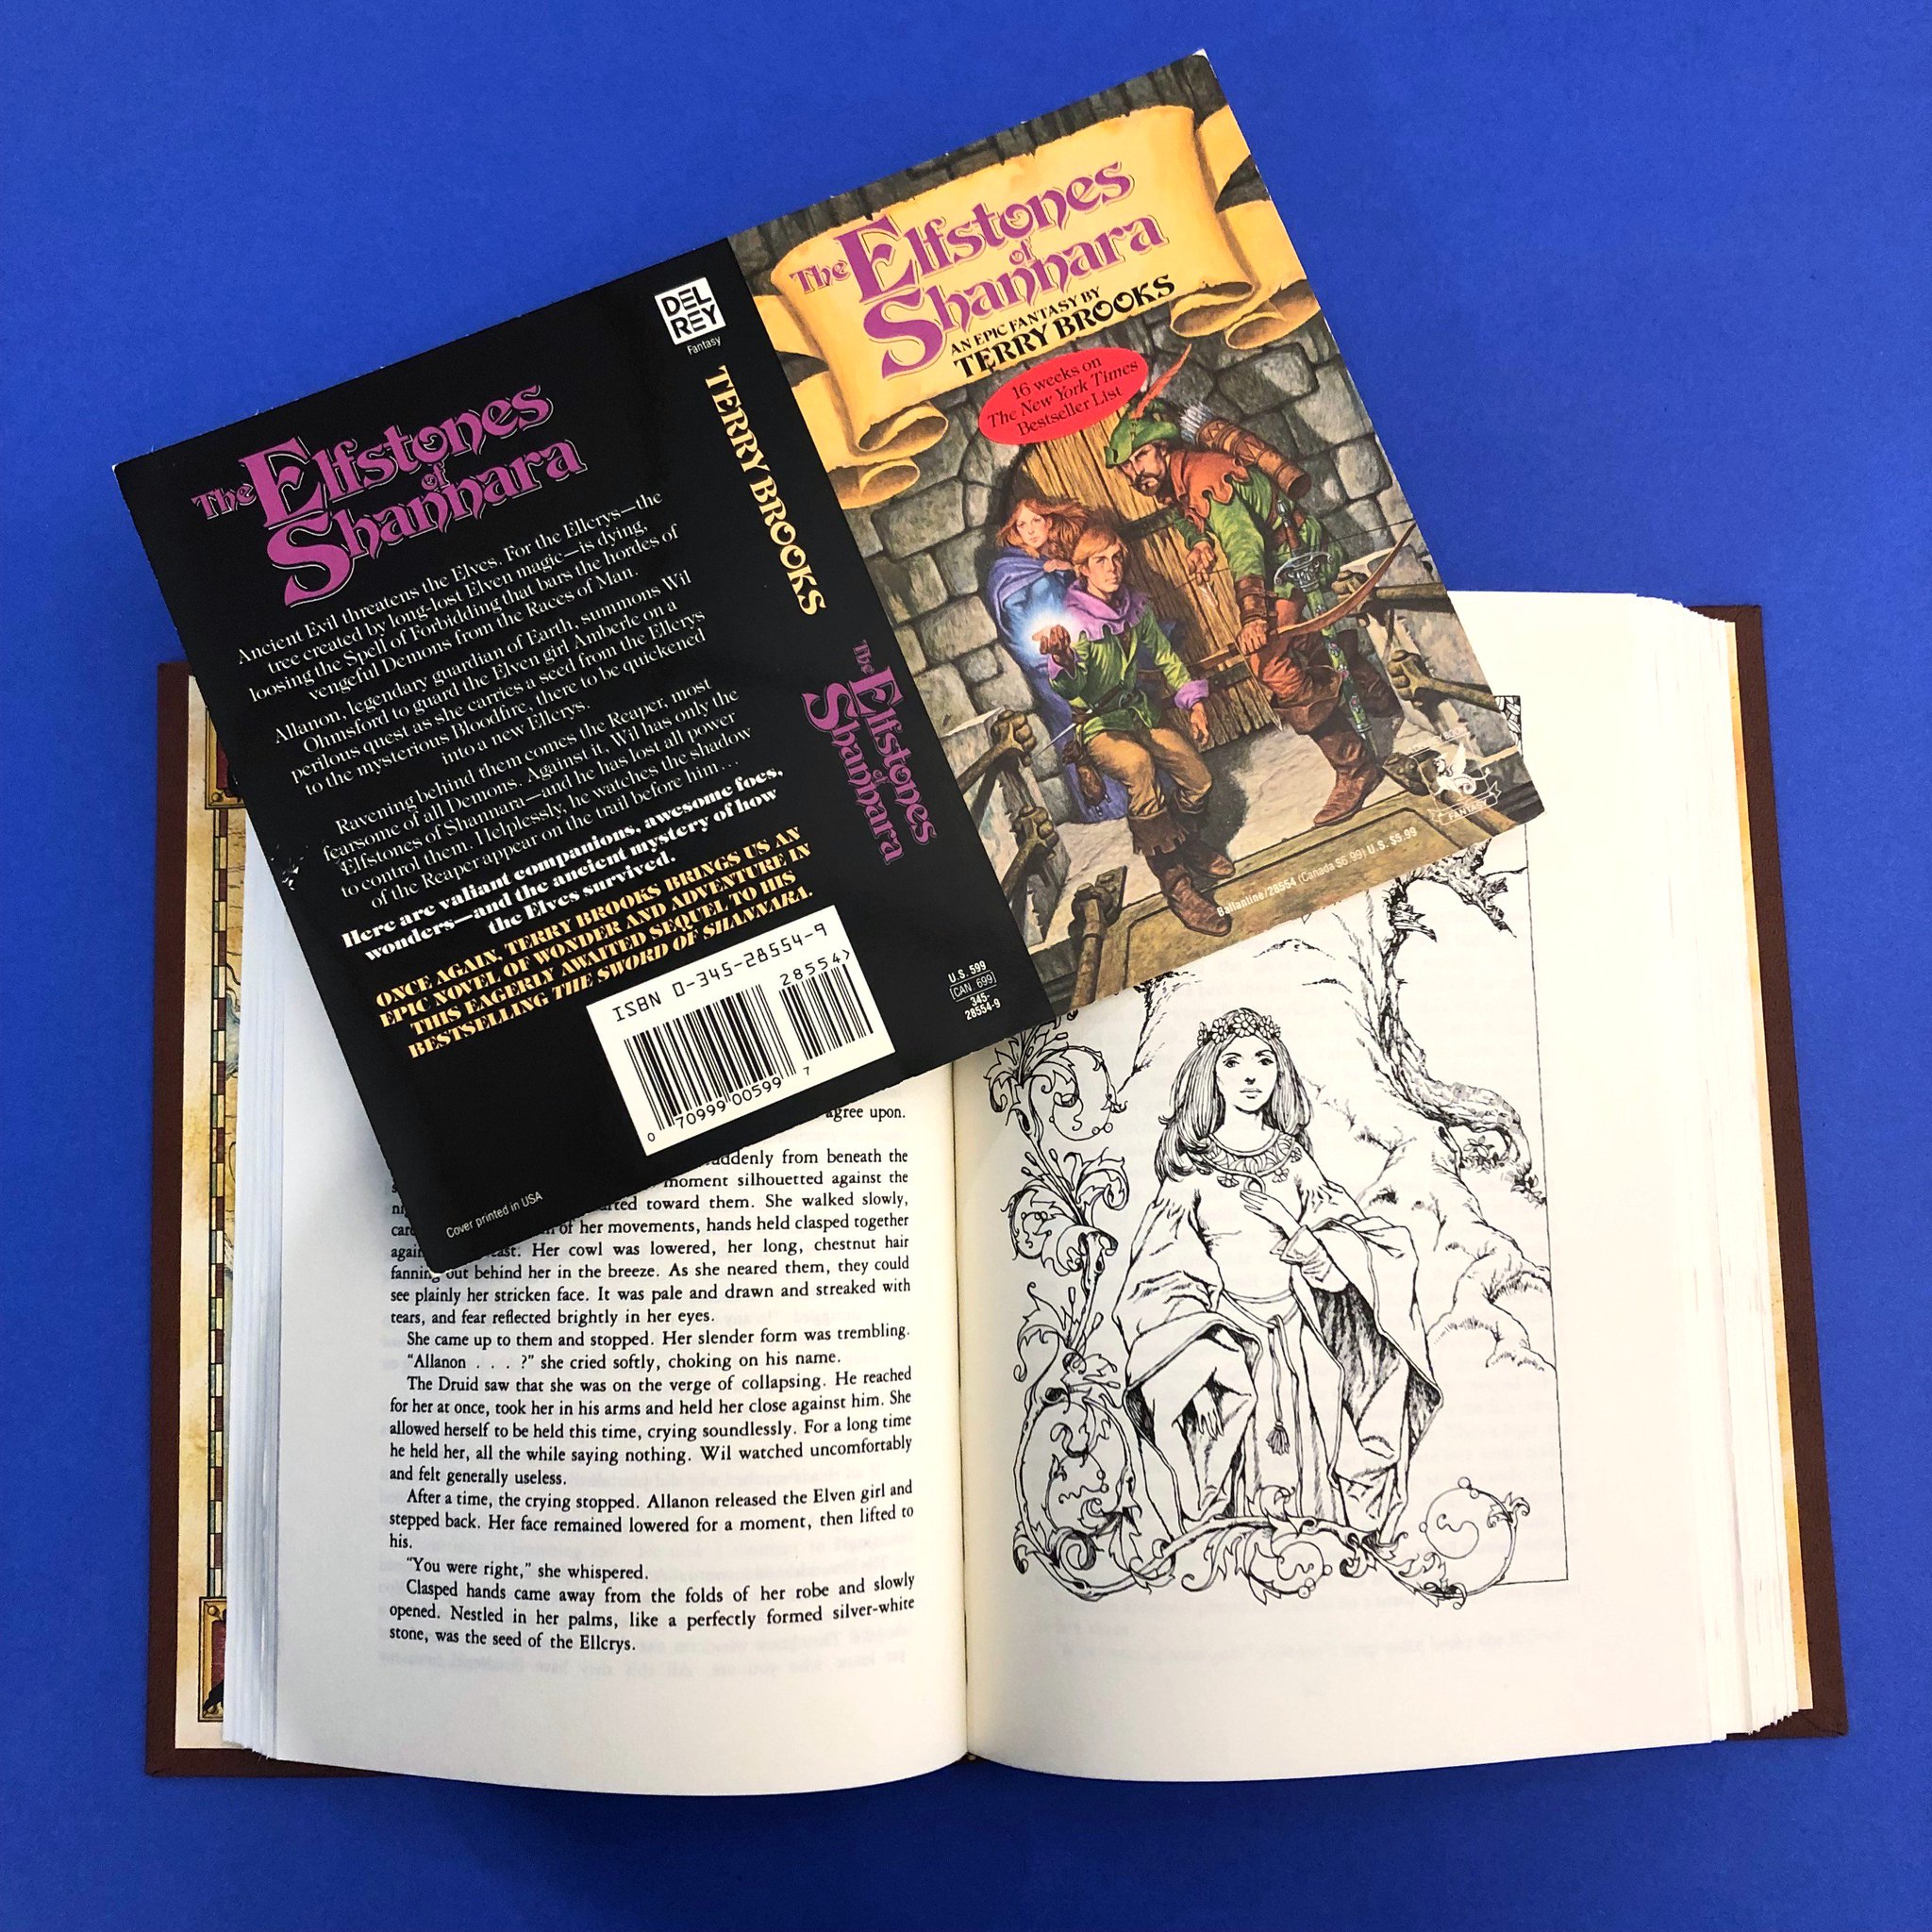 The Elfstones
of
Shannara
AN EPIC FANTASY BY
TERRY BROOKS
16 weeks on
The New York Times
Bestseller List
FANTASY
Ballantine/28554 (Canada $6.99) U.S. $5.99
DEL
REY
Fantasy
TERRY BROOKS
The Elfstones
of
Shannara
U.S. 599
CAN. 699
345-
28554-9
The Elfstones
of
Shannara
Ancient Evil threatens the Elves. For the Ellcrys—the
tree created by long-lost Elven magic—is dying,
loosing the Spell of Forbidding that bars the hordes of
vengeful Demons from the Races of Man.
Allanon, legendary guardian of Earth, summons Wil
Ohmsford to guard the Elven girl Amberle on a
perilous quest as she carries a seed from the Ellcrys
to the mysterious Bloodfire, there to be quickened
into a new Ellcrys.
Ravening behind them comes the Reaper, most
fearsome of all Demons. Against it, Wil has only the
Elfstones of Shannara—and he has lost all power
to control them. Helplessly, he watches the shadow
of the Reaper appear on the trail before him...
Here are valiant companions, awesome foes,
wonders—and the ancient mystery of how
the Elves survived.
ONCE AGAIN, TERRY BROOKS BRINGS US AN
EPIC NOVEL OF WONDER AND ADVENTURE IN
THIS EAGERLY AWAITED SEQUEL TO HIS
BESTSELLING THE SWORD OF SHANNARA.
ISBN 0-345-28554-9
28554>
0 70999 00599 7
Cover printed in USA
agree upon.
from beneath the
moment silhouetted against the
toward them. She walked slowly,
of her movements, hands held clasped together
Her cowl was lowered, her long, chestnut hair
fanning out behind her in the breeze. As she neared them, they could
see plainly her stricken face. It was pale and drawn and streaked with
tears, and fear reflected brightly in her eyes.
She came up to them and stopped. Her slender form was trembling.
"Allanon . . . ?" she cried softly, choking on his name.
The Druid saw that she was on the verge of collapsing. He reached
for her at once, took her in his arms and held her close against him. She
allowed herself to be held this time, crying soundlessly. For a long time
he held her, all the while saying nothing. Wil watched uncomfortably
and felt generally useless.
After a time, the crying stopped. Allanon released the Elven girl and
stepped back. Her face remained lowered for a moment, then lifted to
his.
"You were right," she whispered.
Clasped hands came away from the folds of her robe and slowly
opened. Nestled in her palms, like a perfectly formed silver-white
stone, was the seed of the Ellcrys.